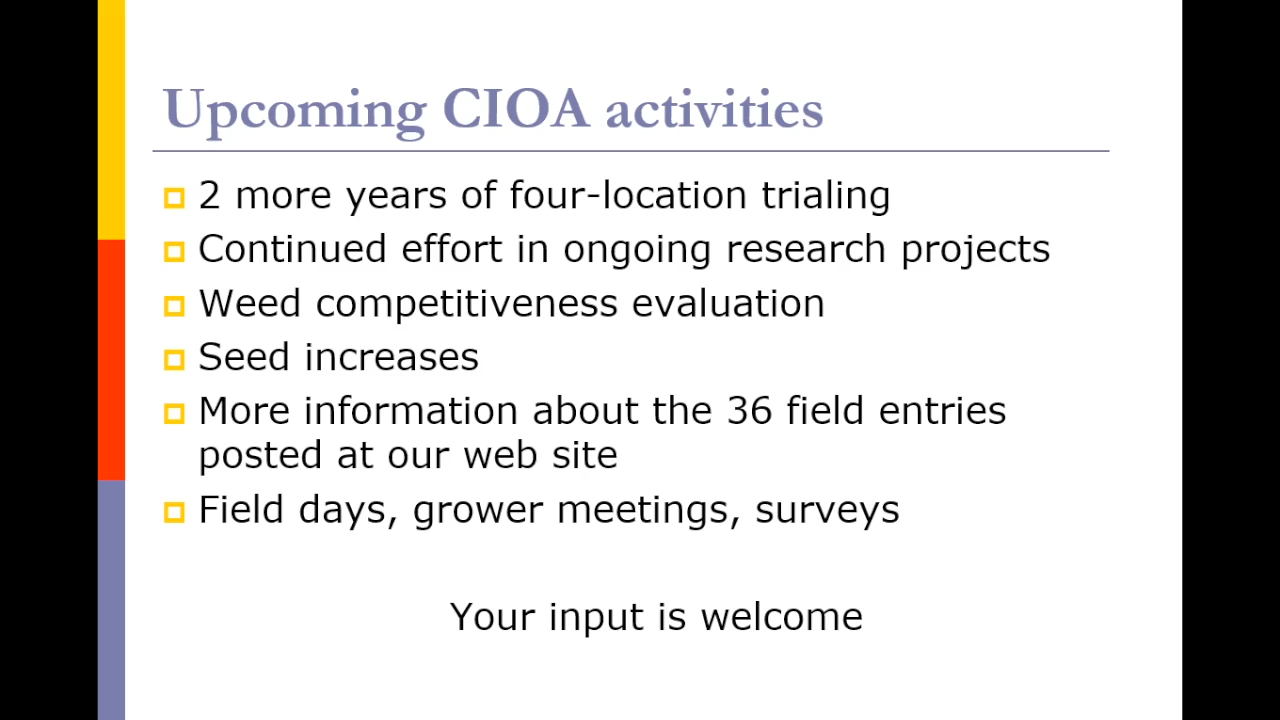 Upcoming CIOA activities
2 more years of four-location trialing
Continued effort in ongoing research projects
Weed competitiveness evaluation
Seed increases
More information about the 36 field entries
posted at our web site
Field days, grower meetings, surveys
Your input is welcome